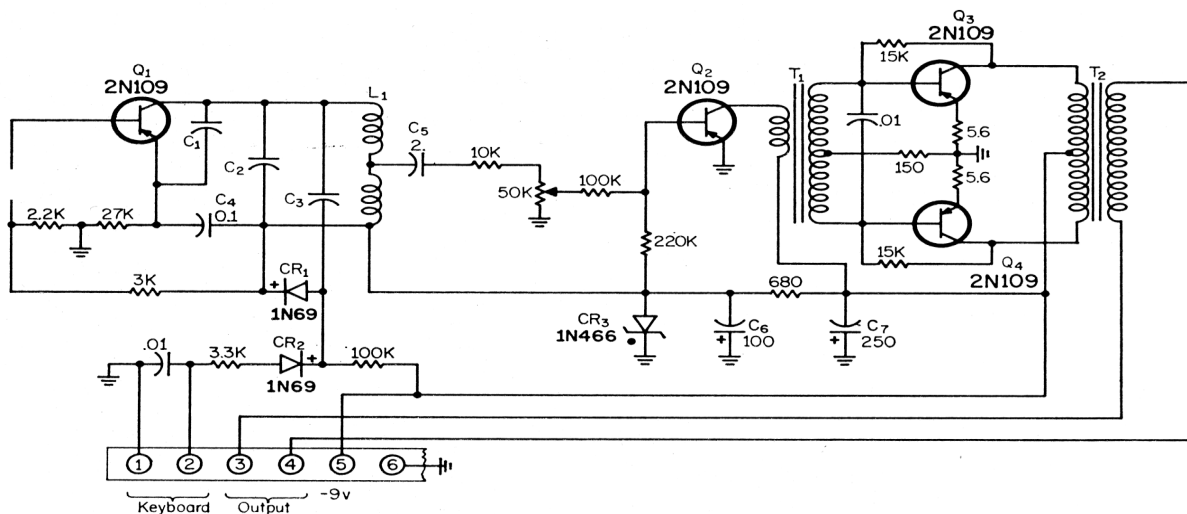 Q1
2N109
C1
C2
C3
L1
C5
2.
10K
50K
100K
Q2
2N109
T1
15K
Q3
2N109
T2
.01
5.6
150
5.6
15K
Q4
2N109
2.2K
27K
C4
0.1
220K
680
3K
CR1
+
1N69
CR3
1N466
C6
+ 100
C7
+ 250
.01
3.3K
CR2
+
1N69
100K
1 2 3 4 5 6
Keyboard Output -9v